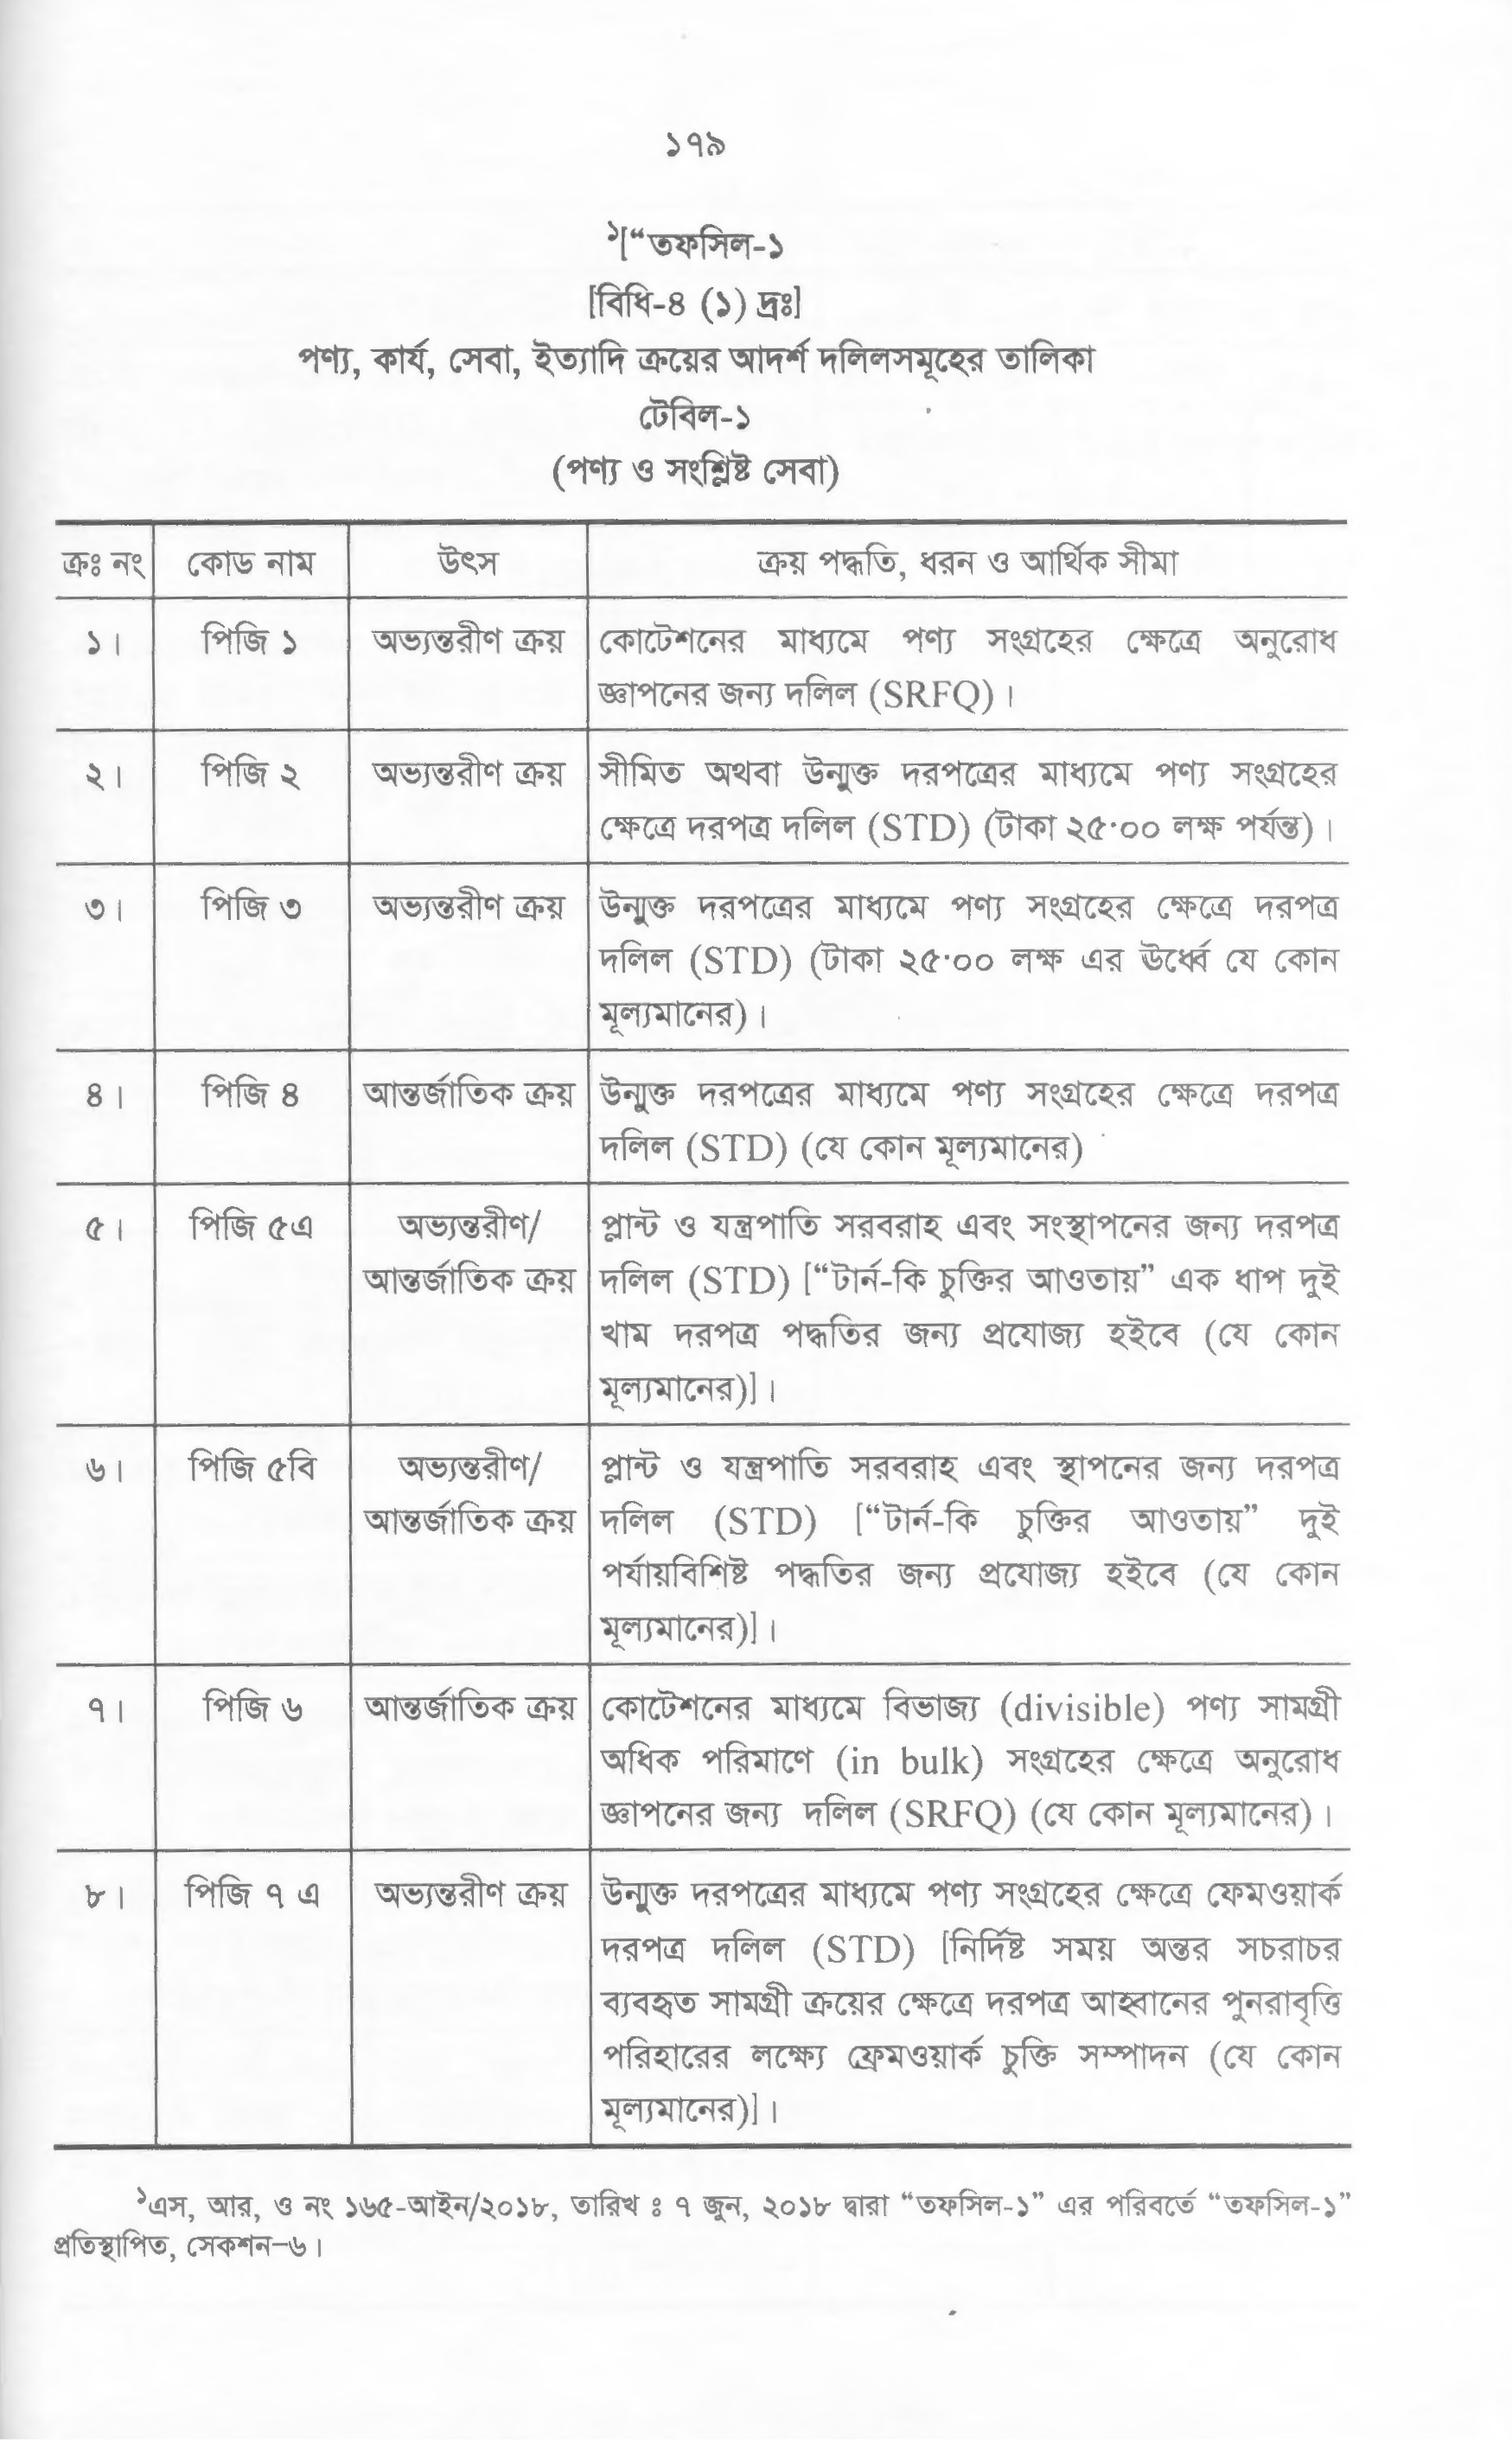 ১৭৯
১[“তফসিল-১
[বিধি-৪ (১) দ্রঃ]
পণ্য, কার্য, সেবা, ইত্যাদি ক্রয়ের আদর্শ দলিলসমূহের তালিকা
টেবিল-১
(পণ্য ও সংশ্লিষ্ট সেবা)
ক্রঃ নং কোড নাম উৎস ক্রয় পদ্ধতি, ধরন ও আর্থিক সীমা
১। পিজি ১ অভ্যন্তরীণ ক্রয় কোটেশনের মাধ্যমে পণ্য সংগ্রহের ক্ষেত্রে অনুরোধ
জ্ঞাপনের জন্য দলিল (SRFQ)।
২। পিজি ২ অভ্যন্তরীণ ক্রয় সীমিত অথবা উন্মুক্ত দরপত্রের মাধ্যমে পণ্য সংগ্রহের
ক্ষেত্রে দরপত্র দলিল (STD) (টাকা ২৫·০০ লক্ষ পর্যন্ত)।
৩। পিজি ৩ অভ্যন্তরীণ ক্রয় উন্মুক্ত দরপত্রের মাধ্যমে পণ্য সংগ্রহের ক্ষেত্রে দরপত্র
দলিল (STD) (টাকা ২৫·০০ লক্ষ এর ঊর্ধ্বে যে কোন
মূল্যমানের)।
৪। পিজি ৪ আন্তর্জাতিক ক্রয় উন্মুক্ত দরপত্রের মাধ্যমে পণ্য সংগ্রহের ক্ষেত্রে দরপত্র
দলিল (STD) (যে কোন মূল্যমানের)
৫। পিজি ৫এ অভ্যন্তরীণ/ প্লান্ট ও যন্ত্রপাতি সরবরাহ এবং সংস্থাপনের জন্য দরপত্র
আন্তর্জাতিক ক্রয় দলিল (STD) [“টার্ন-কি চুক্তির আওতায়” এক ধাপ দুই
খাম দরপত্র পদ্ধতির জন্য প্রযোজ্য হইবে (যে কোন
মূল্যমানের)]।
৬। পিজি ৫বি অভ্যন্তরীণ/ প্লান্ট ও যন্ত্রপাতি সরবরাহ এবং স্থাপনের জন্য দরপত্র
আন্তর্জাতিক ক্রয় দলিল (STD) [“টার্ন-কি চুক্তির আওতায়” দুই
পর্যায়বিশিষ্ট পদ্ধতির জন্য প্রযোজ্য হইবে (যে কোন
মূল্যমানের)]।
৭। পিজি ৬ আন্তর্জাতিক ক্রয় কোটেশনের মাধ্যমে বিভাজ্য (divisible) পণ্য সামগ্রী
অধিক পরিমাণে (in bulk) সংগ্রহের ক্ষেত্রে অনুরোধ
জ্ঞাপনের জন্য দলিল (SRFQ) (যে কোন মূল্যমানের)।
৮। পিজি ৭ এ অভ্যন্তরীণ ক্রয় উন্মুক্ত দরপত্রের মাধ্যমে পণ্য সংগ্রহের ক্ষেত্রে ফেমওয়ার্ক
দরপত্র দলিল (STD) [নির্দিষ্ট সময় অন্তর সচরাচর
ব্যবহৃত সামগ্রী ক্রয়ের ক্ষেত্রে দরপত্র আহ্বানের পুনরাবৃত্তি
পরিহারের লক্ষ্যে ফ্রেমওয়ার্ক চুক্তি সম্পাদন (যে কোন
মূল্যমানের)]।
১এস, আর, ও নং ১৬৫-আইন/২০১৮, তারিখ ঃ ৭ জুন, ২০১৮ দ্বারা “তফসিল-১” এর পরিবর্তে “তফসিল-১”
প্রতিস্থাপিত, সেকশন–৬।